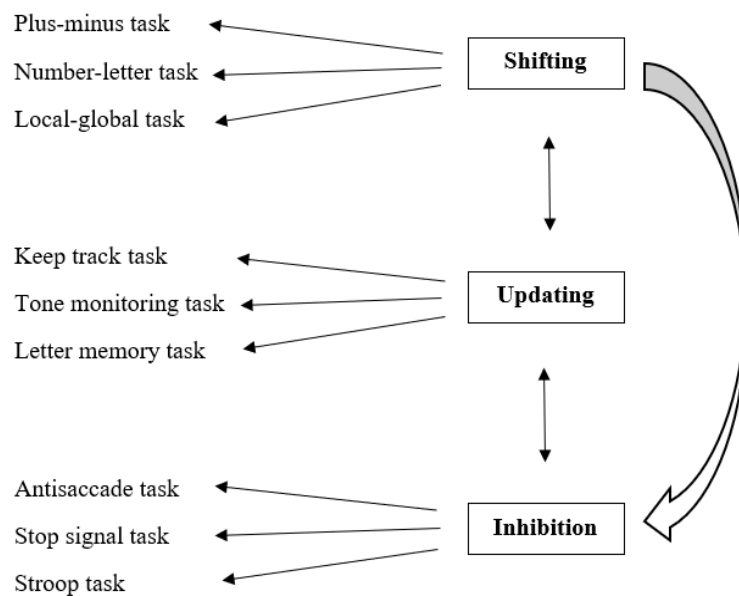 Plus-minus task
Number-letter task
Local-global task
Shifting
Keep track task
Tone monitoring task
Letter memory task
Updating
Antisaccade task
Stop signal task
Stroop task
Inhibition